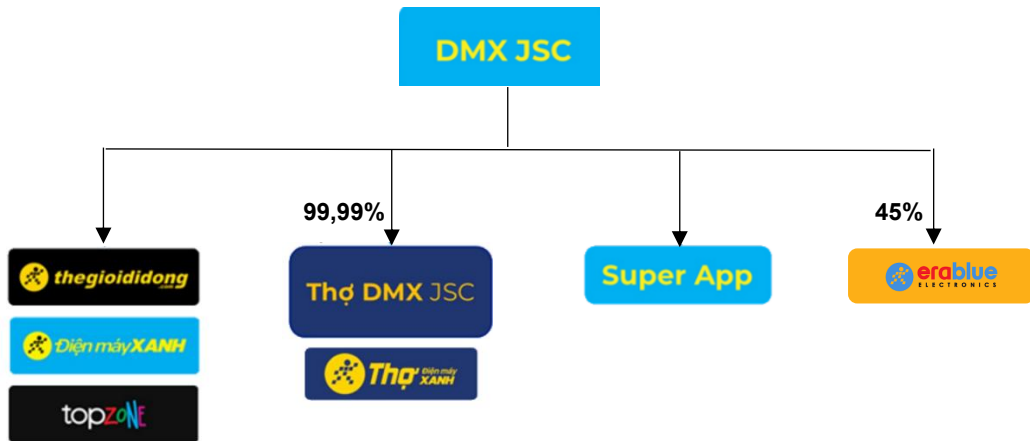 DMX JSC
99,99%
45%
thegioididong
.com
Thợ DMX JSC
Super App
erablue
ELECTRONICS
Điện máy XANH
Thợ Điện máy XANH
topzone